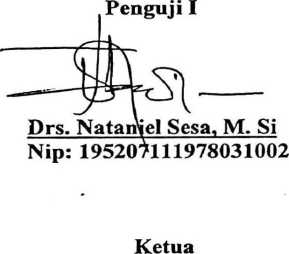 Penguji I
Drs. Nataniel Sesa, M. Si
Nip: 195207111978031002
Ketua